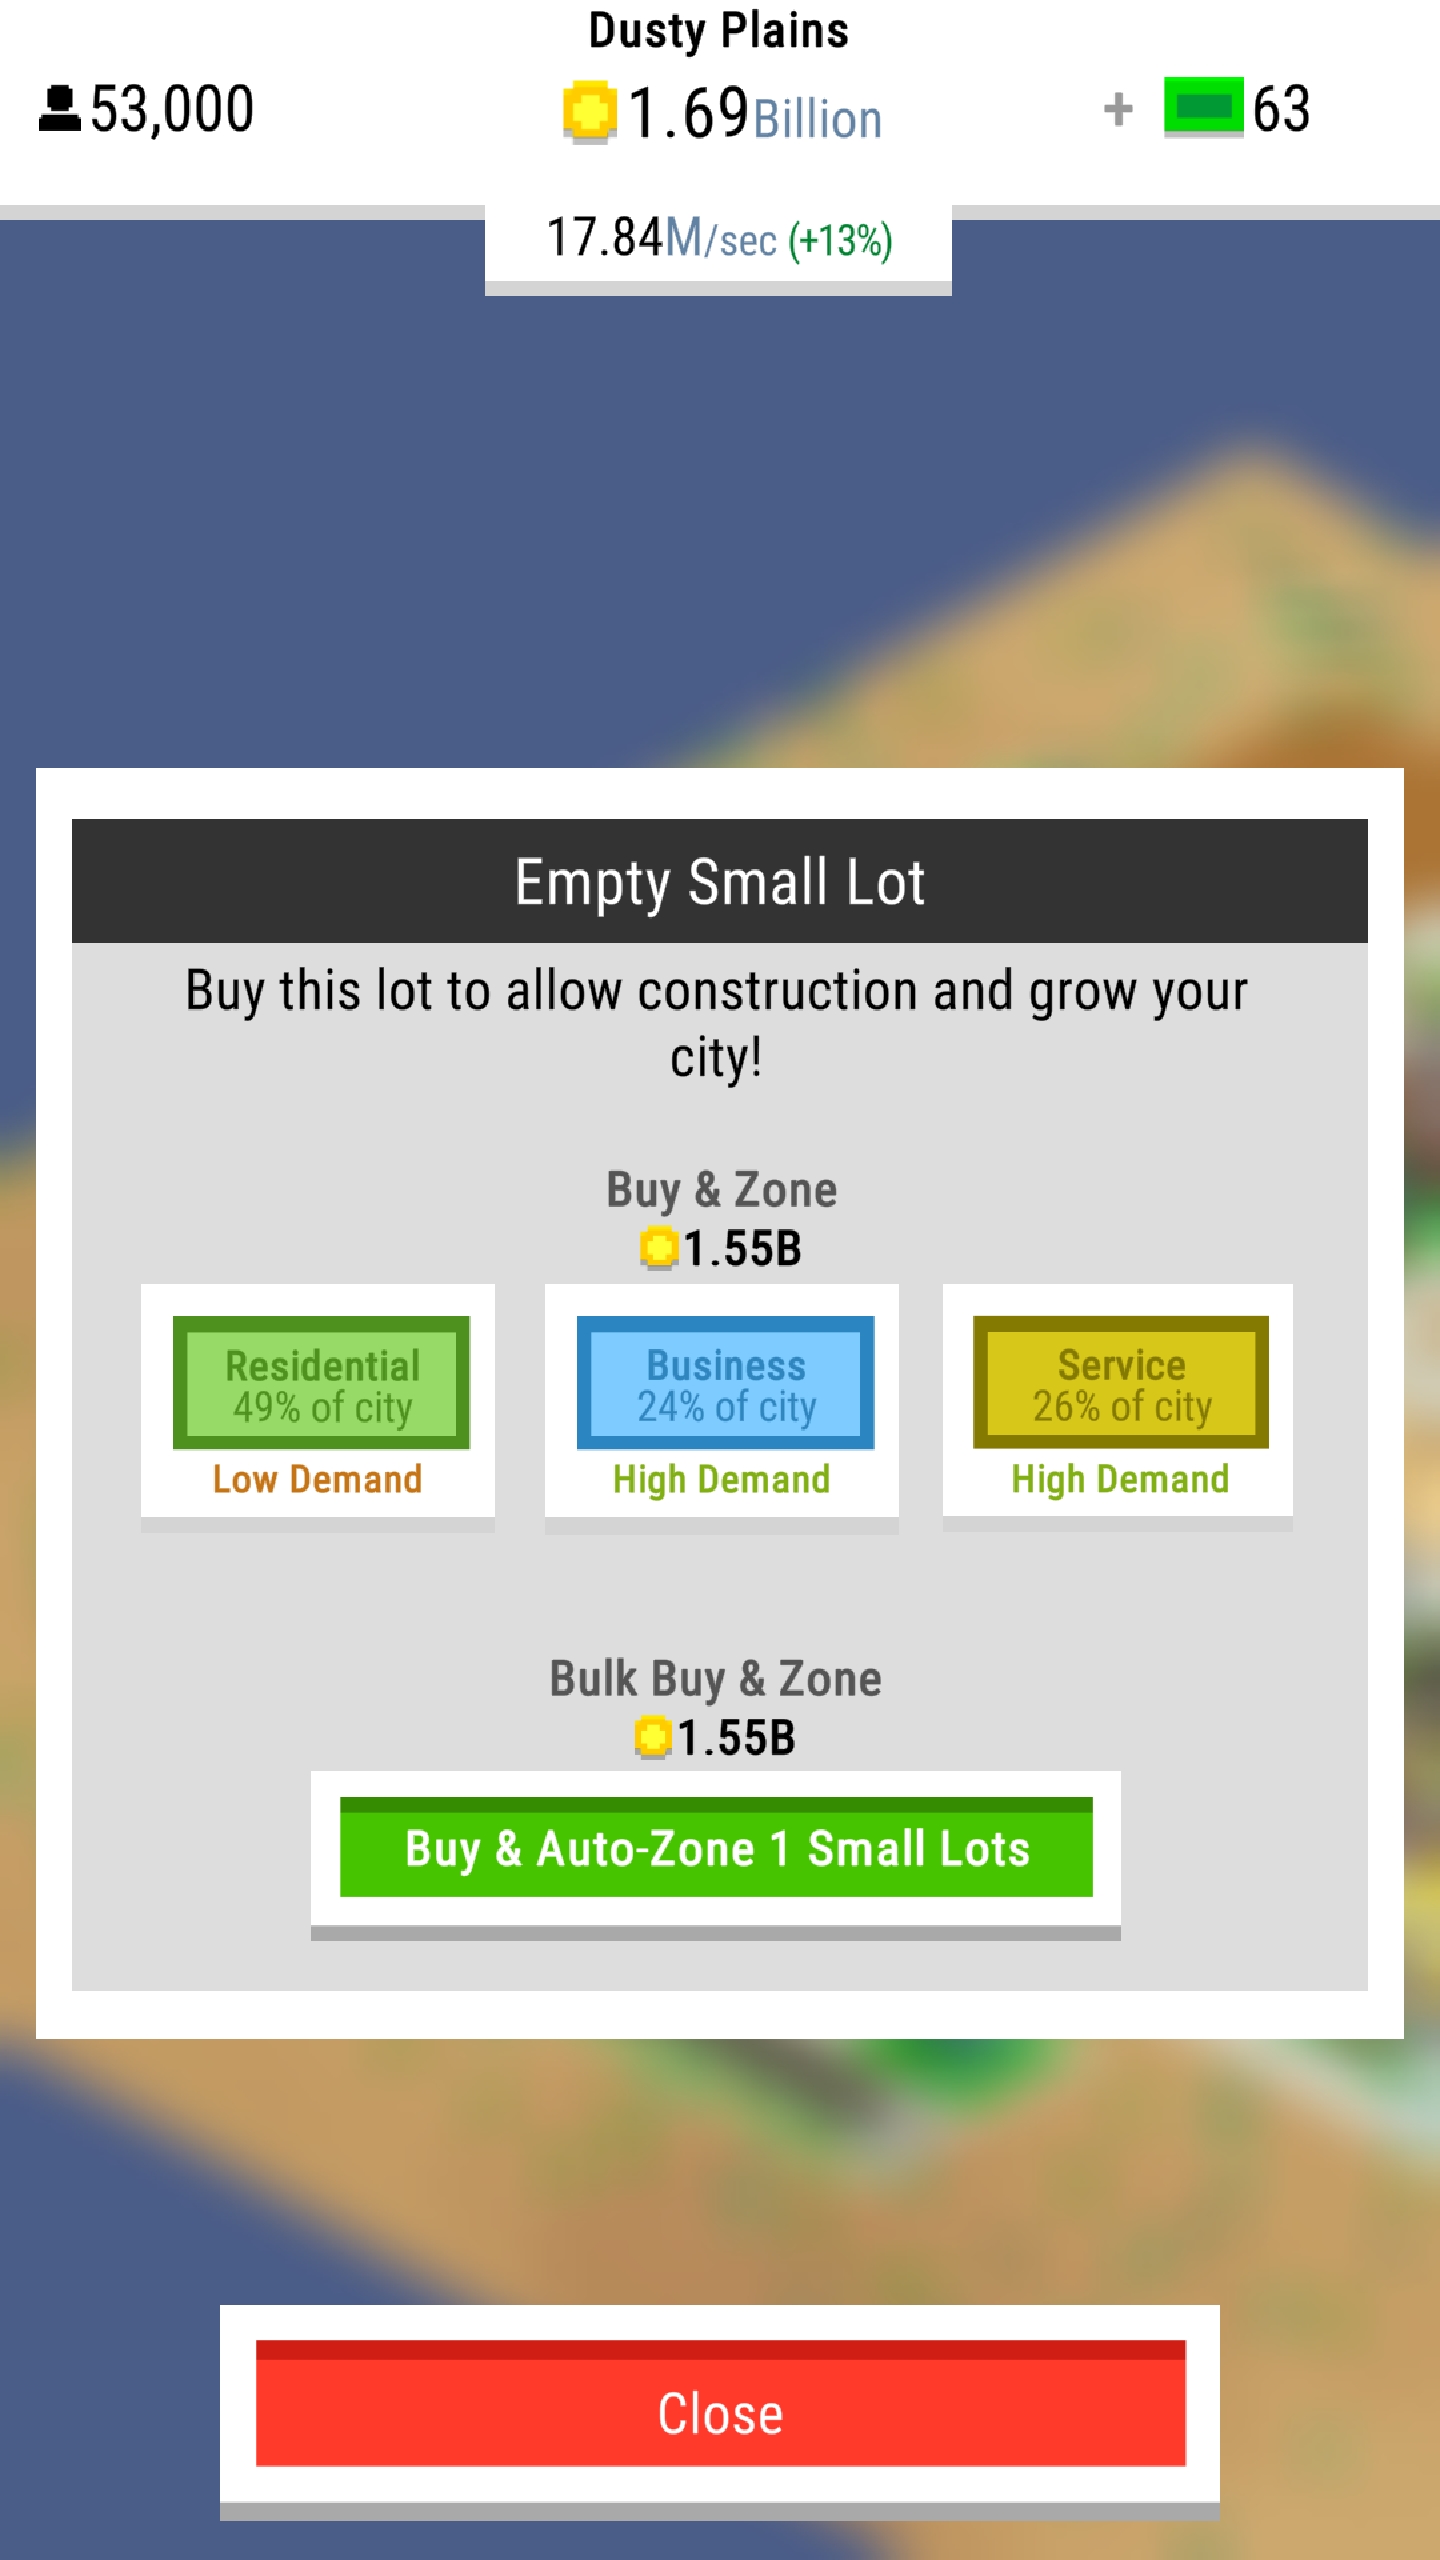 Dusty Plains
53,000
1.69Billion
+ 63
17.84M/sec (+13%)
Empty Small Lot
Buy this lot to allow construction and grow your
city!
Buy & Zone
1.55B
Residential
49% of city
Low Demand
Business
24% of city
High Demand
Service
26% of city
High Demand
Bulk Buy & Zone
1.55B
Buy & Auto-Zone 1 Small Lots
Close